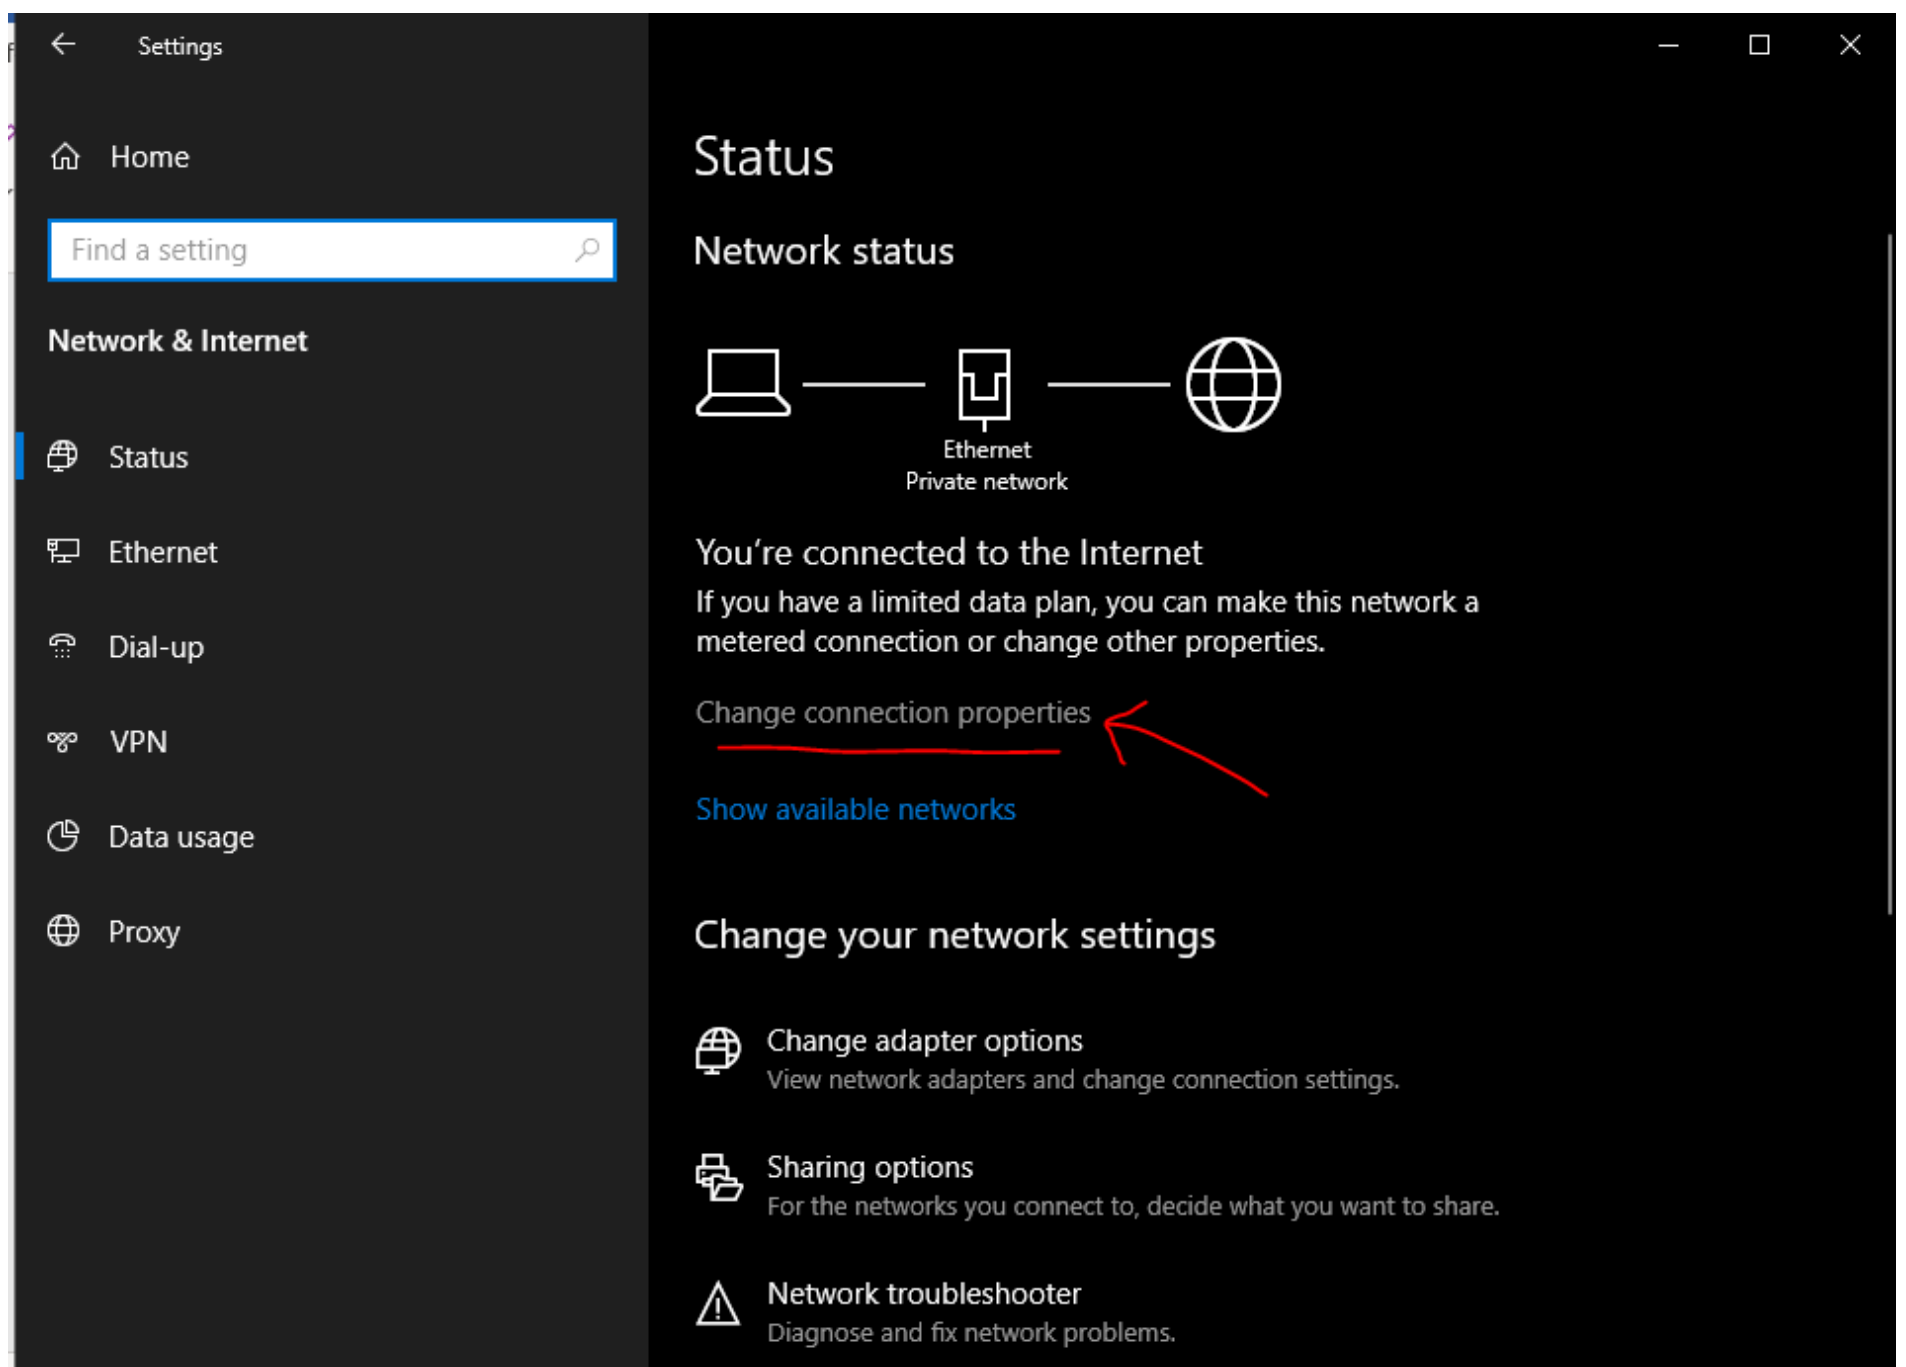 Settings
Home
Find a setting
Network & Internet
Status
Ethernet
Dial-up
VPN
Data usage
Proxy
Status
Network status
Ethernet
Private network
You're connected to the Internet
If you have a limited data plan, you can make this network a
metered connection or change other properties.
Change connection properties
Show available networks
Change your network settings
Change adapter options
View network adapters and change connection settings.
Sharing options
For the networks you connect to, decide what you want to share.
Network troubleshooter
Diagnose and fix network problems.